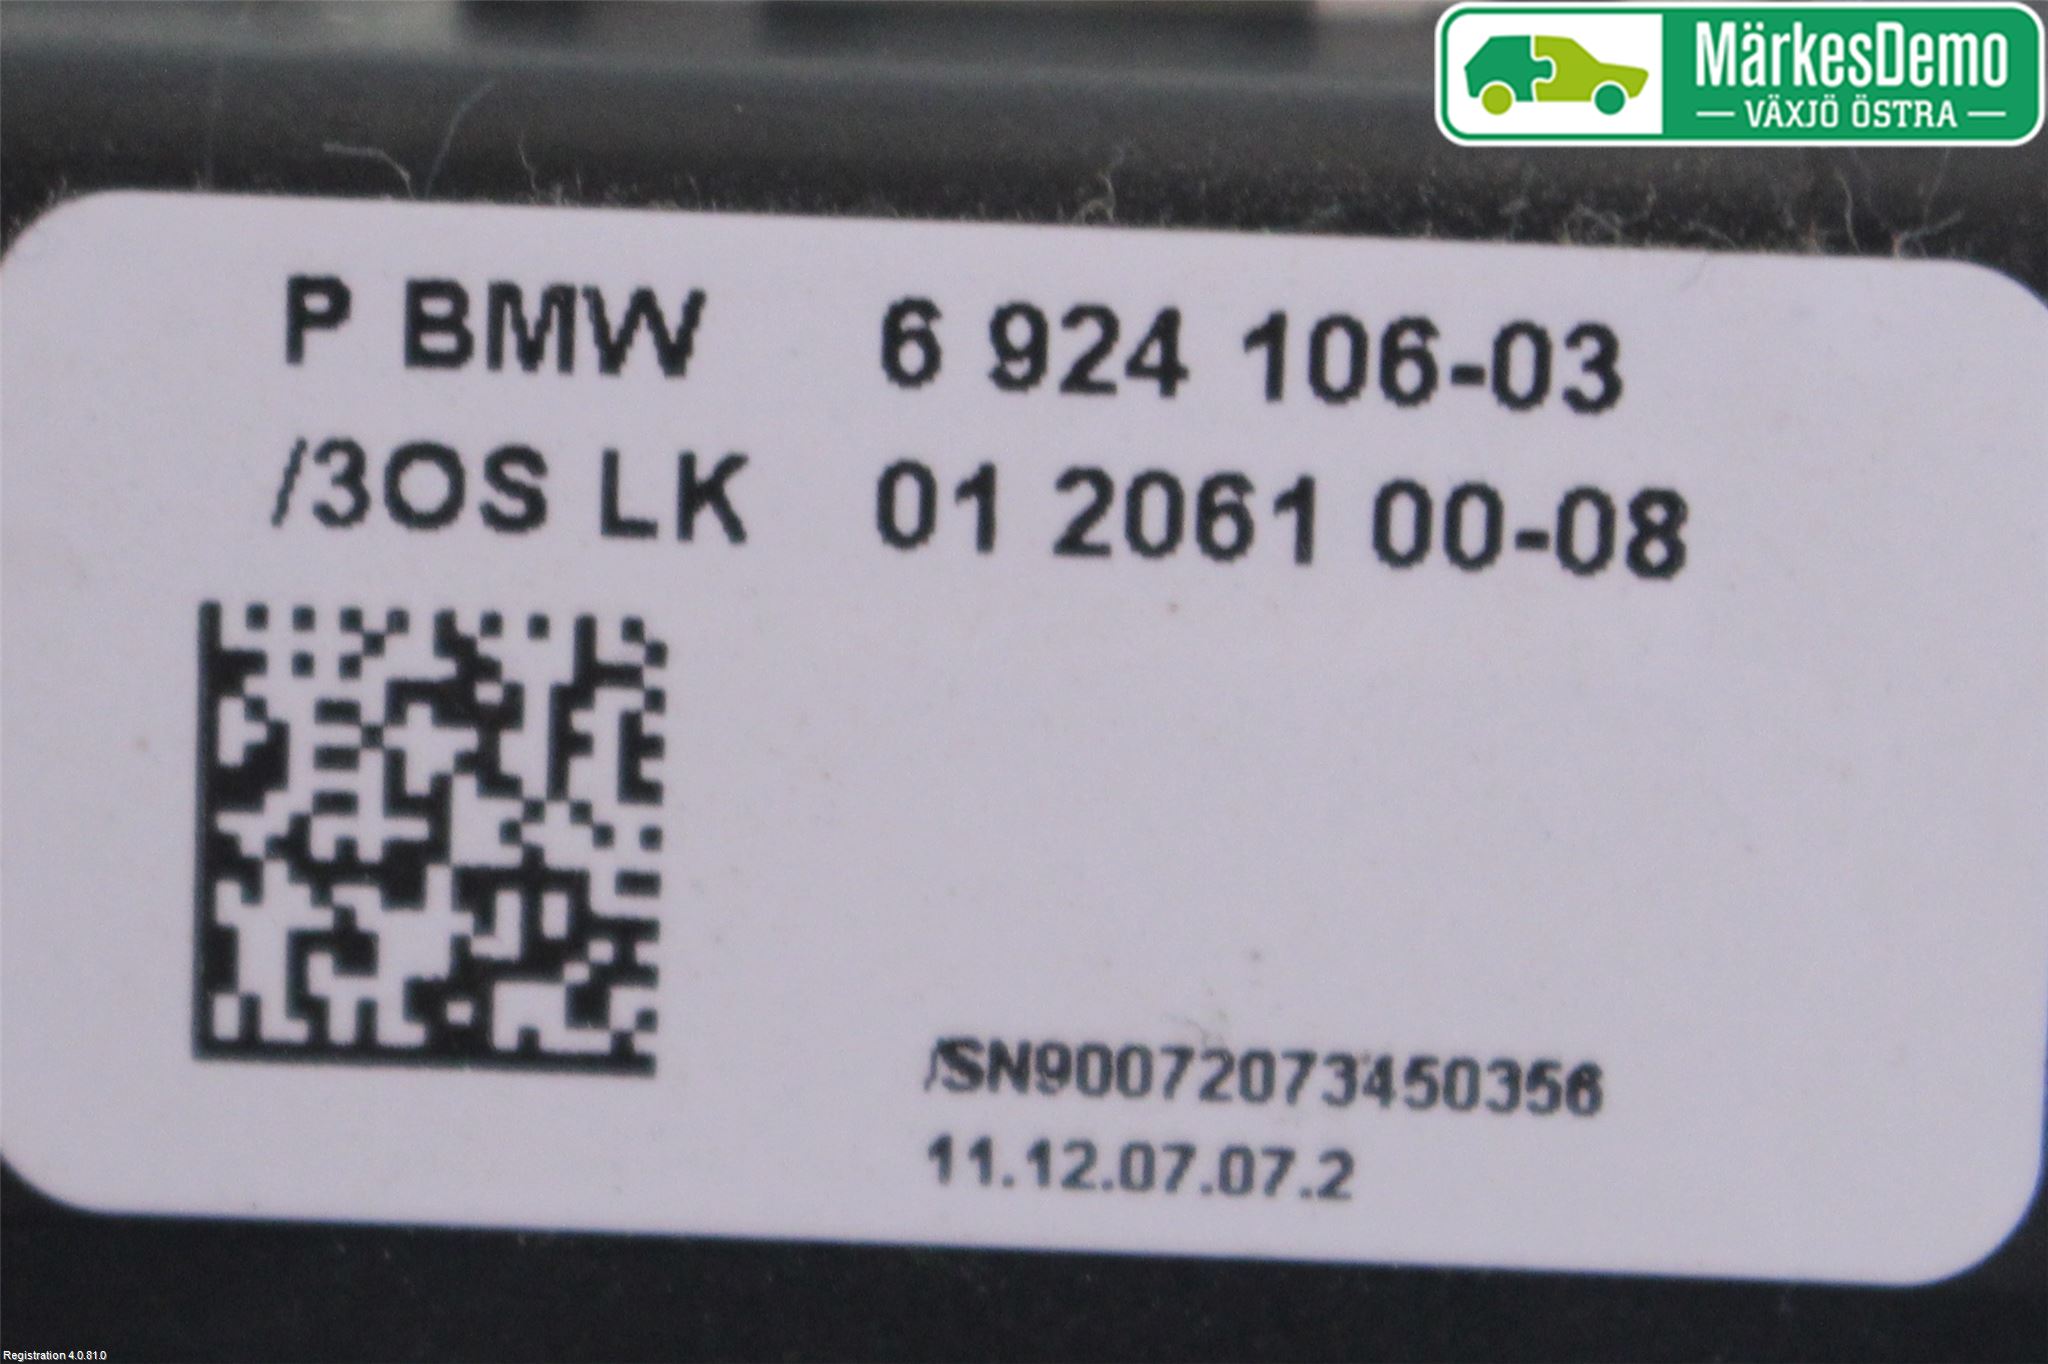 MärkesDemo
VÄXJÖ ÖSTRA
P BMW 6 924 106-03
/3OS LK 01 2061 00-08
/SN90072073450356
11.12.07.07.2
Registration 4.0.81.0